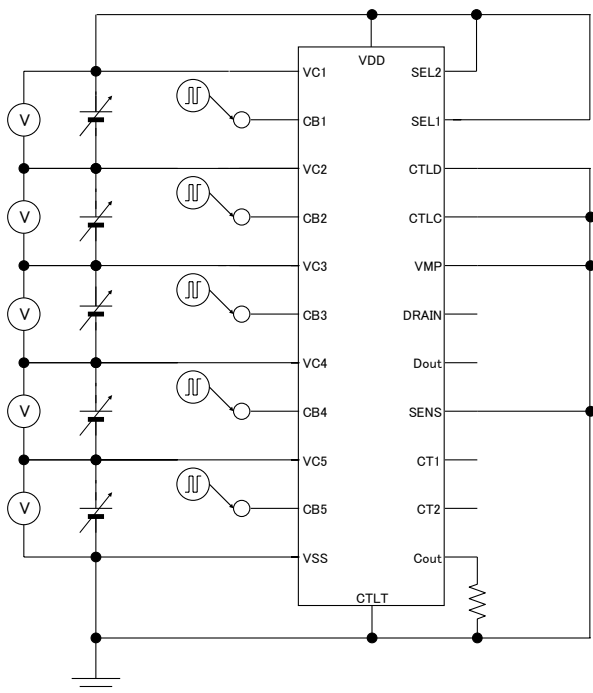 VDD
VC1
SEL2
V
CB1
SEL1
VC2
CTLD
V
CB2
CTLC
VC3
VMP
V
CB3
DRAIN
VC4
Dout
V
CB4
SENS
VC5
CT1
V
CB5
CT2
VSS
Cout
CTLT